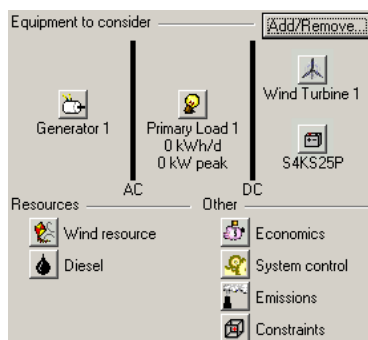 Equipment to consider
Add/Remove...
Generator 1
Primary Load 1
0 kWh/d
0 kW peak
Wind Turbine 1
S4KS25P
AC
DC
Resources
Other
Wind resource
Economics
Diesel
System control
Emissions
Constraints